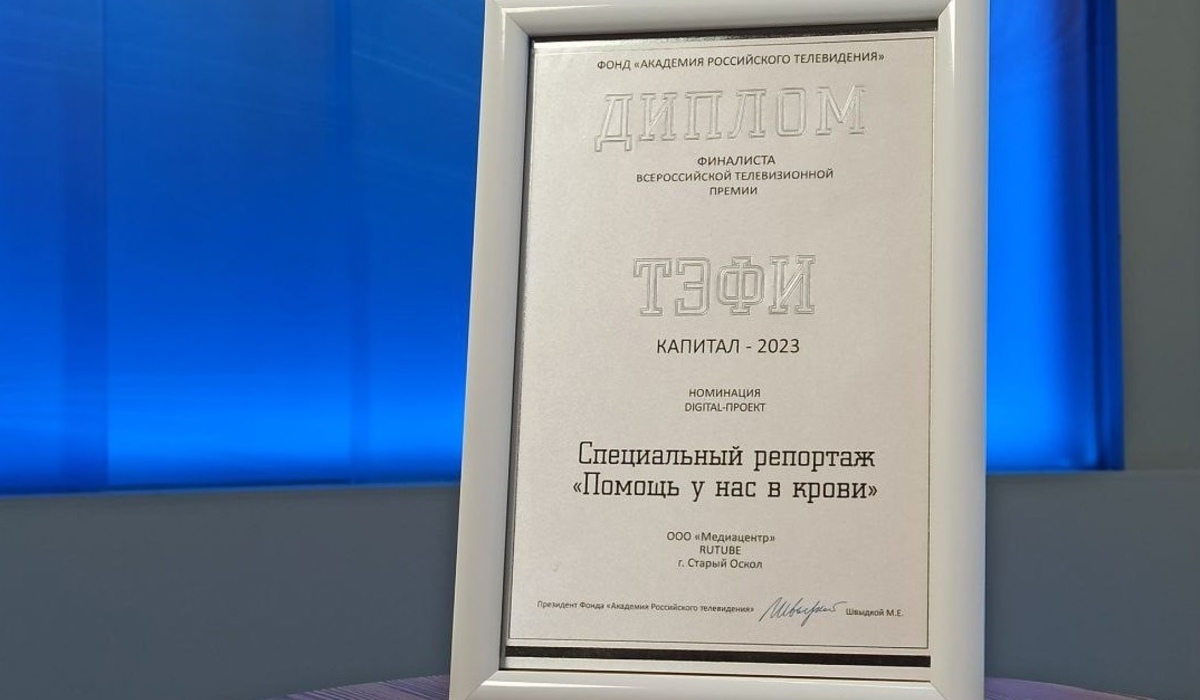 ФОНД «АКАДЕМИЯ РОССИЙСКОГО ТЕЛЕВИДЕНИЯ»
ДИПЛОМ
ФИНАЛИСТА
ВСЕРОССИЙСКОЙ ТЕЛЕВИЗИОННОЙ
ПРЕМИИ
ТЭФИ
КАПИТАЛ - 2023
НОМИНАЦИЯ
DIGITAL-ПРОЕКТ
Специальный репортаж
«Помощь у нас в крови»
ООО «Медиацентр»
RUTUBE
г. Старый Оскол
Президент Фонда «Академия Российского телевидения» Швыдкой Швыдкой М.Е.